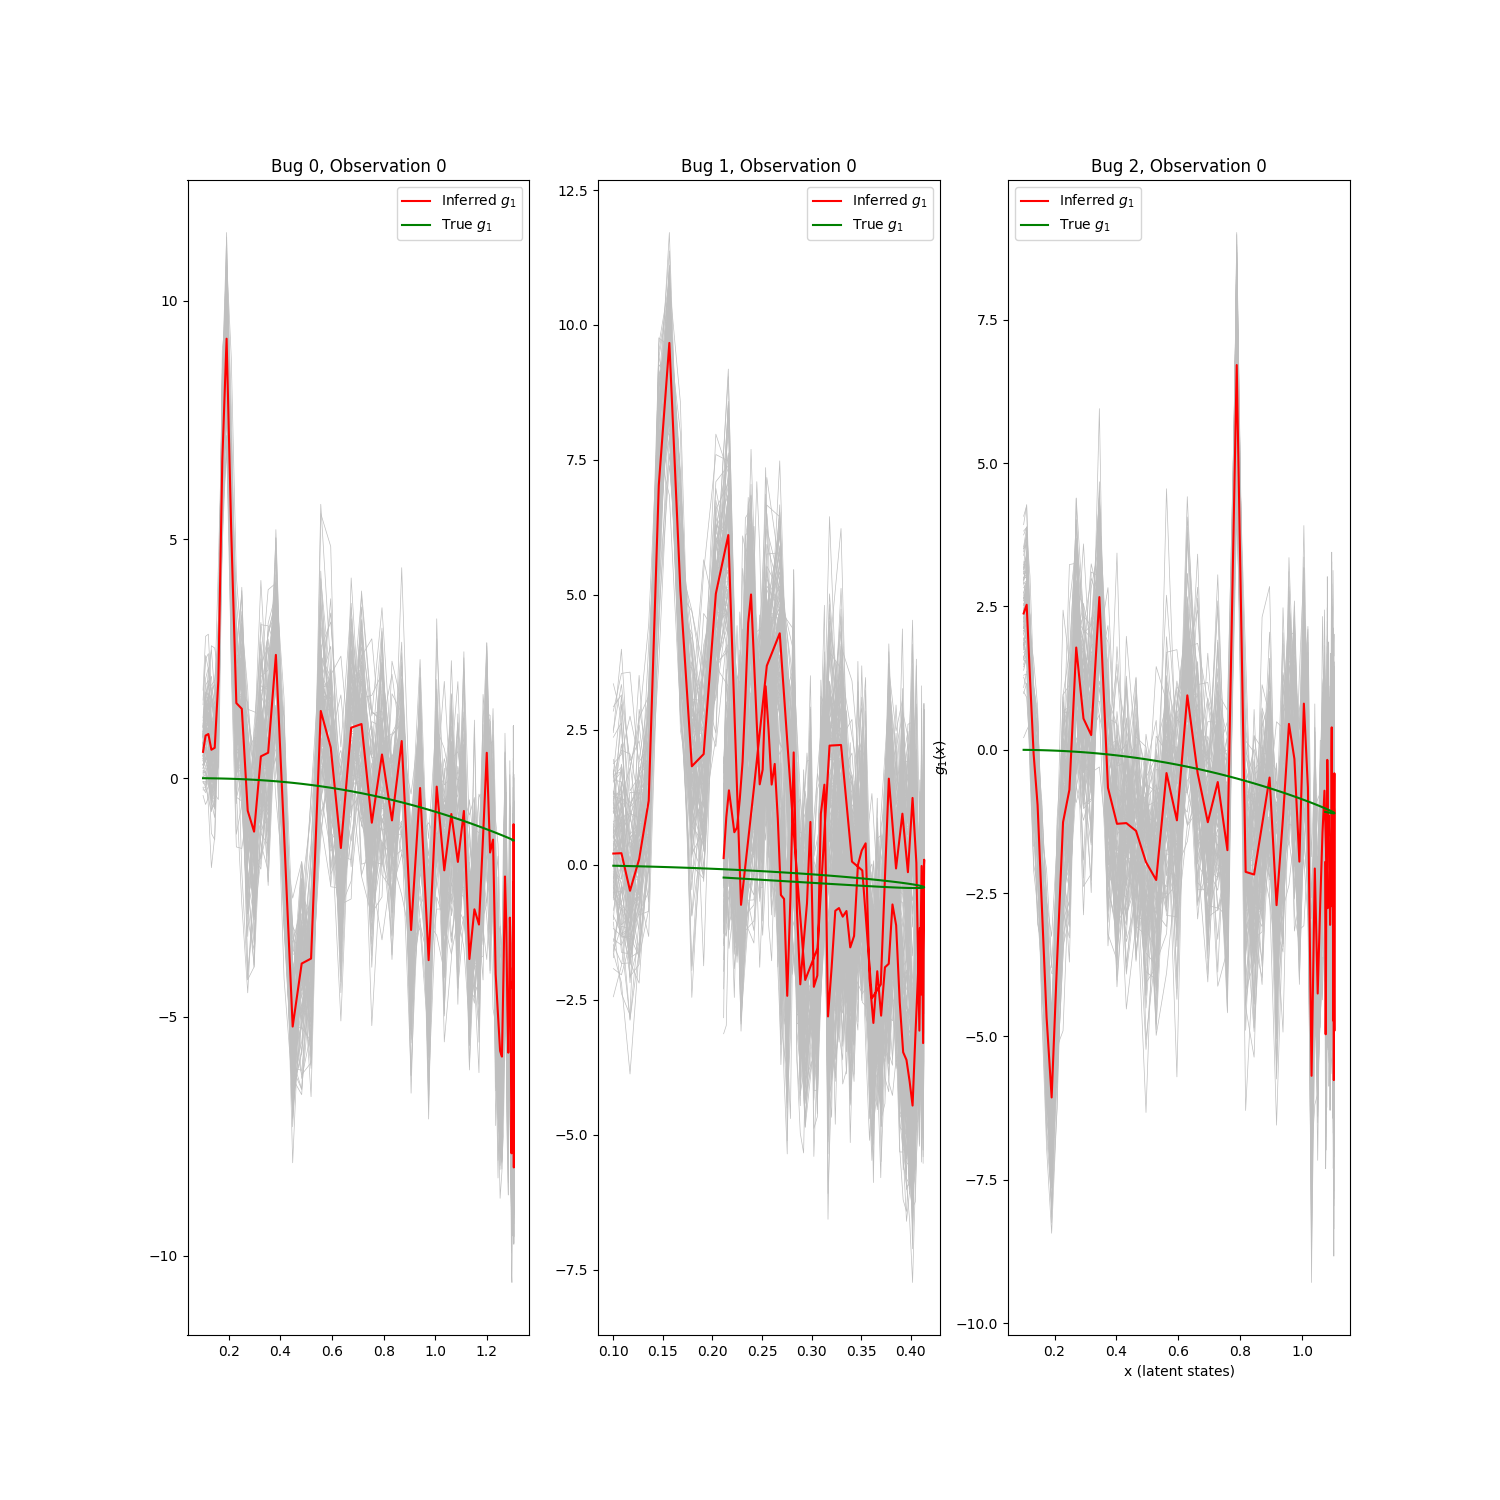 Bug 0, Observation 0
Inferred g₁
True g₁
10
5
0
−5
−10
0.2 0.4 0.6 0.8 1.0 1.2
Bug 1, Observation 0
Inferred g₁
True g₁
12.5
10.0
7.5
5.0
2.5
0.0
−2.5
−5.0
−7.5
0.10 0.15 0.20 0.25 0.30 0.35 0.40
Bug 2, Observation 0
Inferred g₁
True g₁
g₁(x)
7.5
5.0
2.5
0.0
−2.5
−5.0
−7.5
−10.0
0.2 0.4 0.6 0.8 1.0
x (latent states)